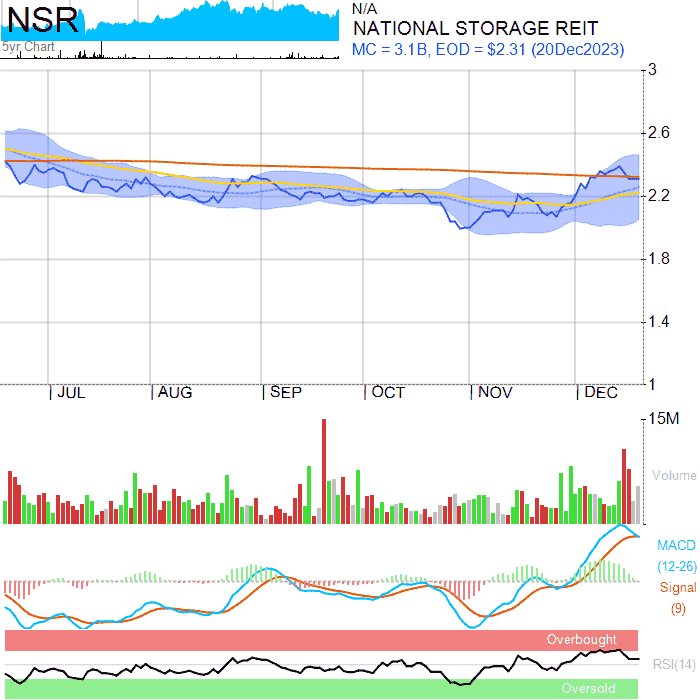 NSR
5yr Chart
N/A
NATIONAL STORAGE REIT
MC = 3.1B, EOD = $2.31 (20Dec2023)
3
2.6
2.2
1.8
1.4
1
JUL AUG SEP OCT NOV DEC
15M
Volume
MACD
(12-26)
Signal
(9)
Overbought
RSI(14)
Oversold